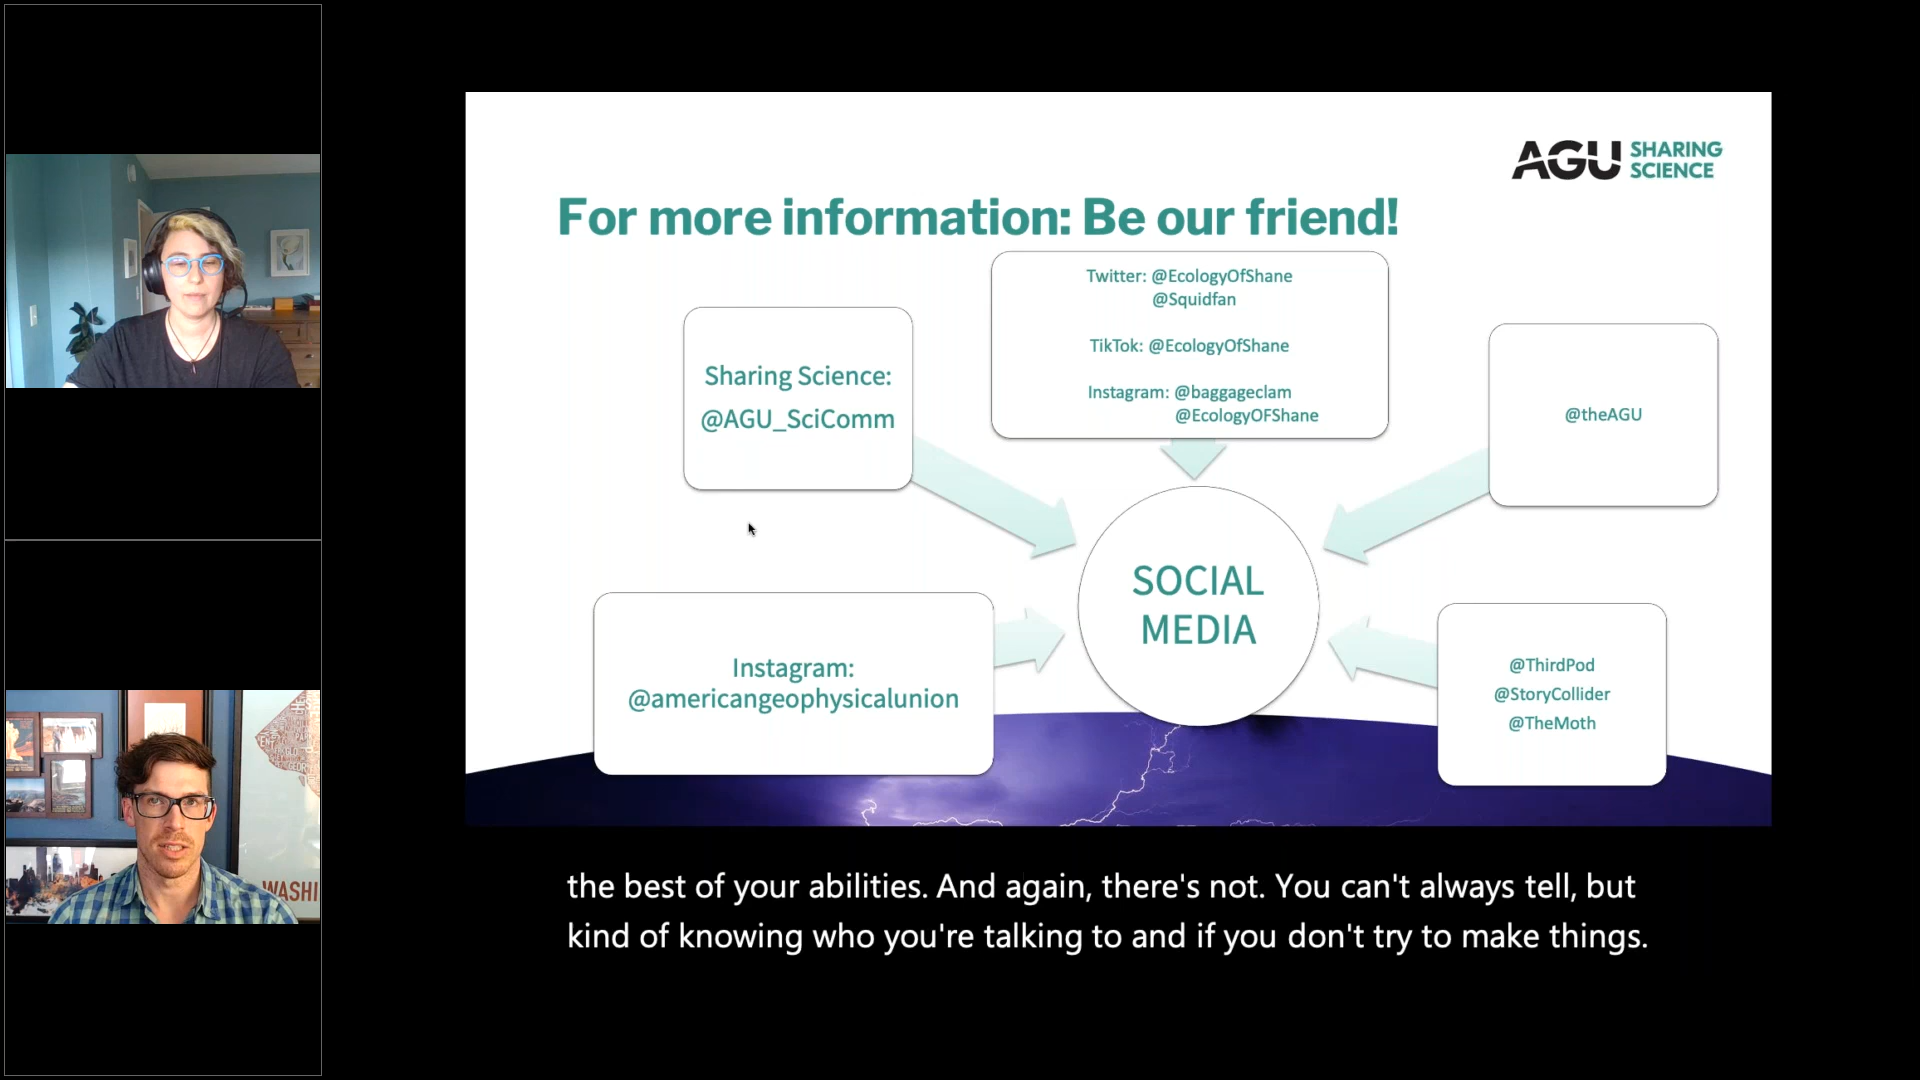 AGU SHARING
SCIENCE
For more information: Be our friend!
Twitter: @EcologyOfShane
@Squidfan
TikTok: @EcologyOfShane
Instagram: @baggageclam
@EcologyOFShane
Sharing Science:
@AGU_SciComm
@theAGU
SOCIAL
MEDIA
Instagram:
@americangeophysicalunion
@ThirdPod
@StoryCollider
@TheMoth
WASHI
the best of your abilities. And again, there's not. You can't always tell, but
kind of knowing who you're talking to and if you don't try to make things.